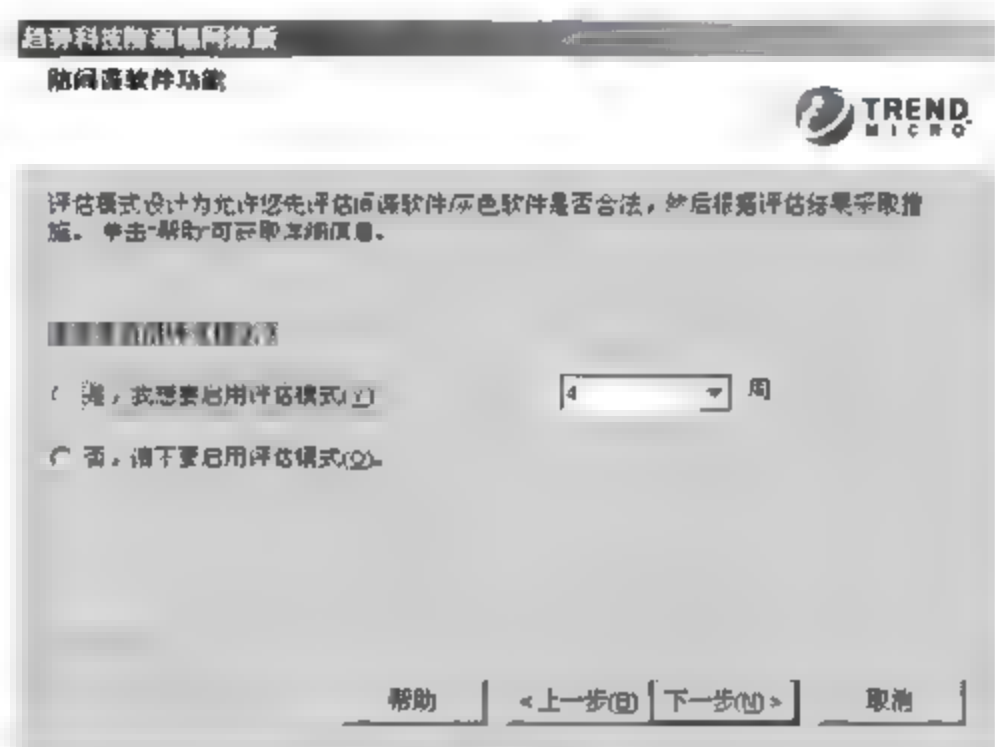 趋势科技防毒墙网络版
防间谍软件功能
TREND
MICRO
评估模式设计为允许您先评估间谍软件/灰色软件是否合法，然后根据评估结果采取措
施。 单击“帮助”可获取详细信息。
是，我想要启用评估模式(Y)
4 周
否，请不要启用评估模式(O)。
帮助 <上一步(B) 下一步(N)> 取消